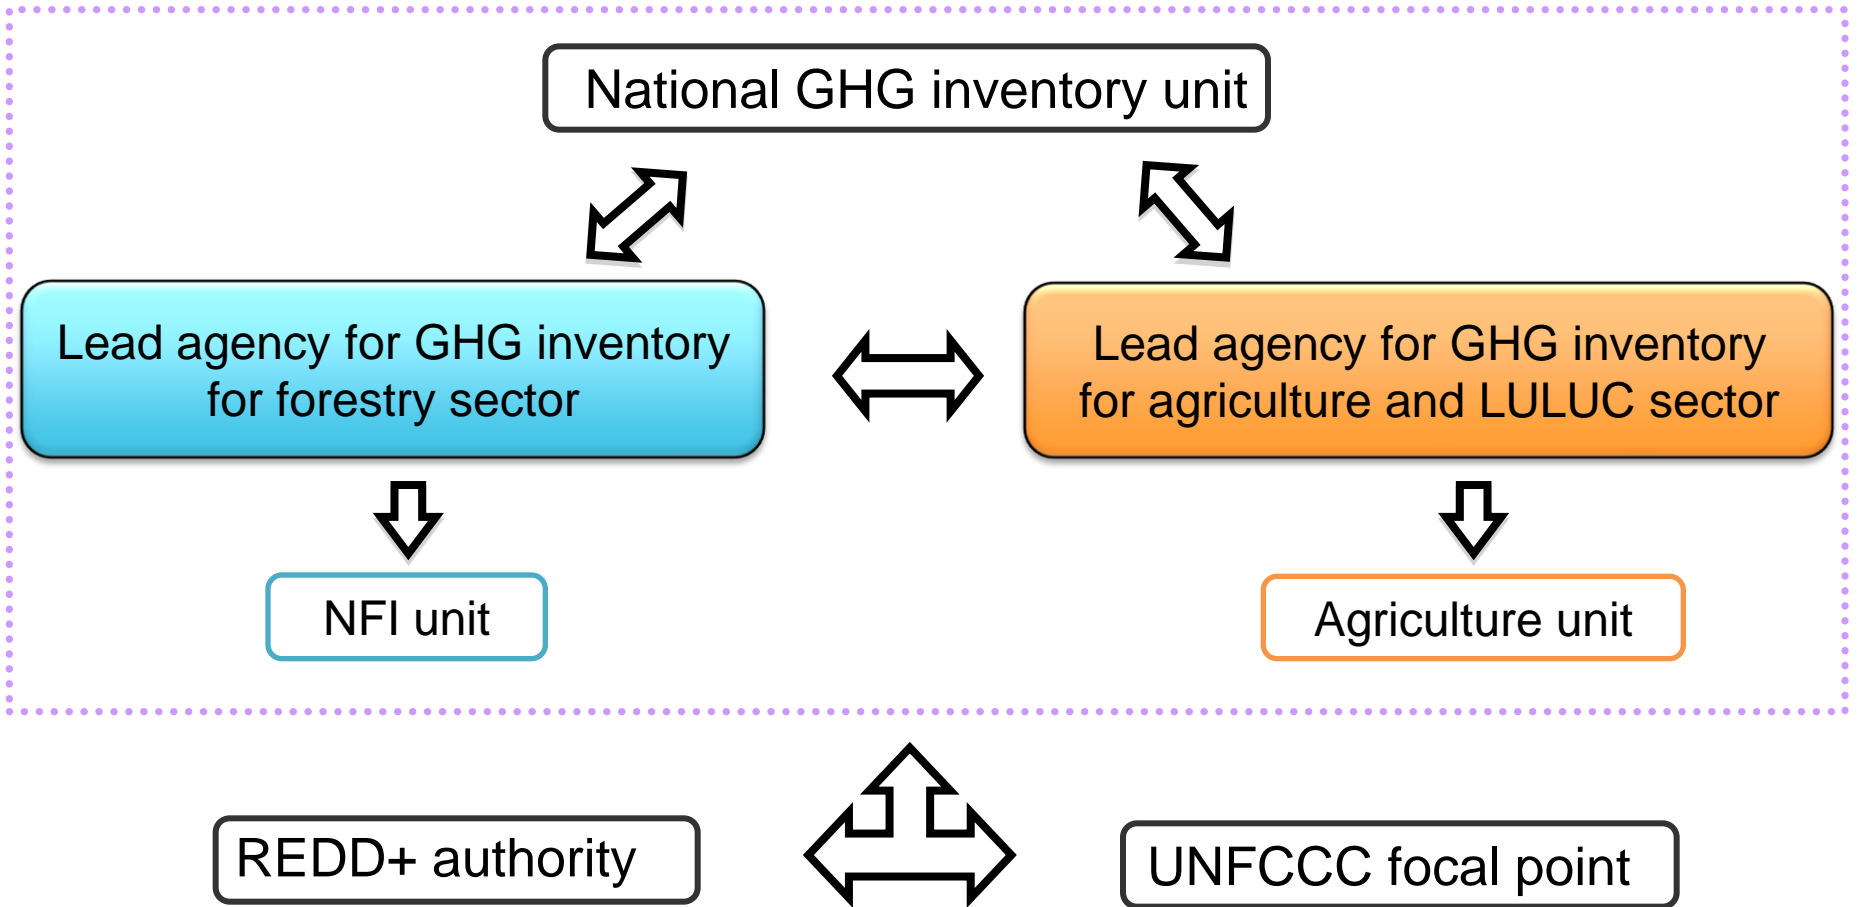 National GHG inventory unit
Lead agency for GHG inventory
for forestry sector
Lead agency for GHG inventory
for agriculture and LULUC sector
NFI unit
Agriculture unit
REDD+ authority
UNFCCC focal point